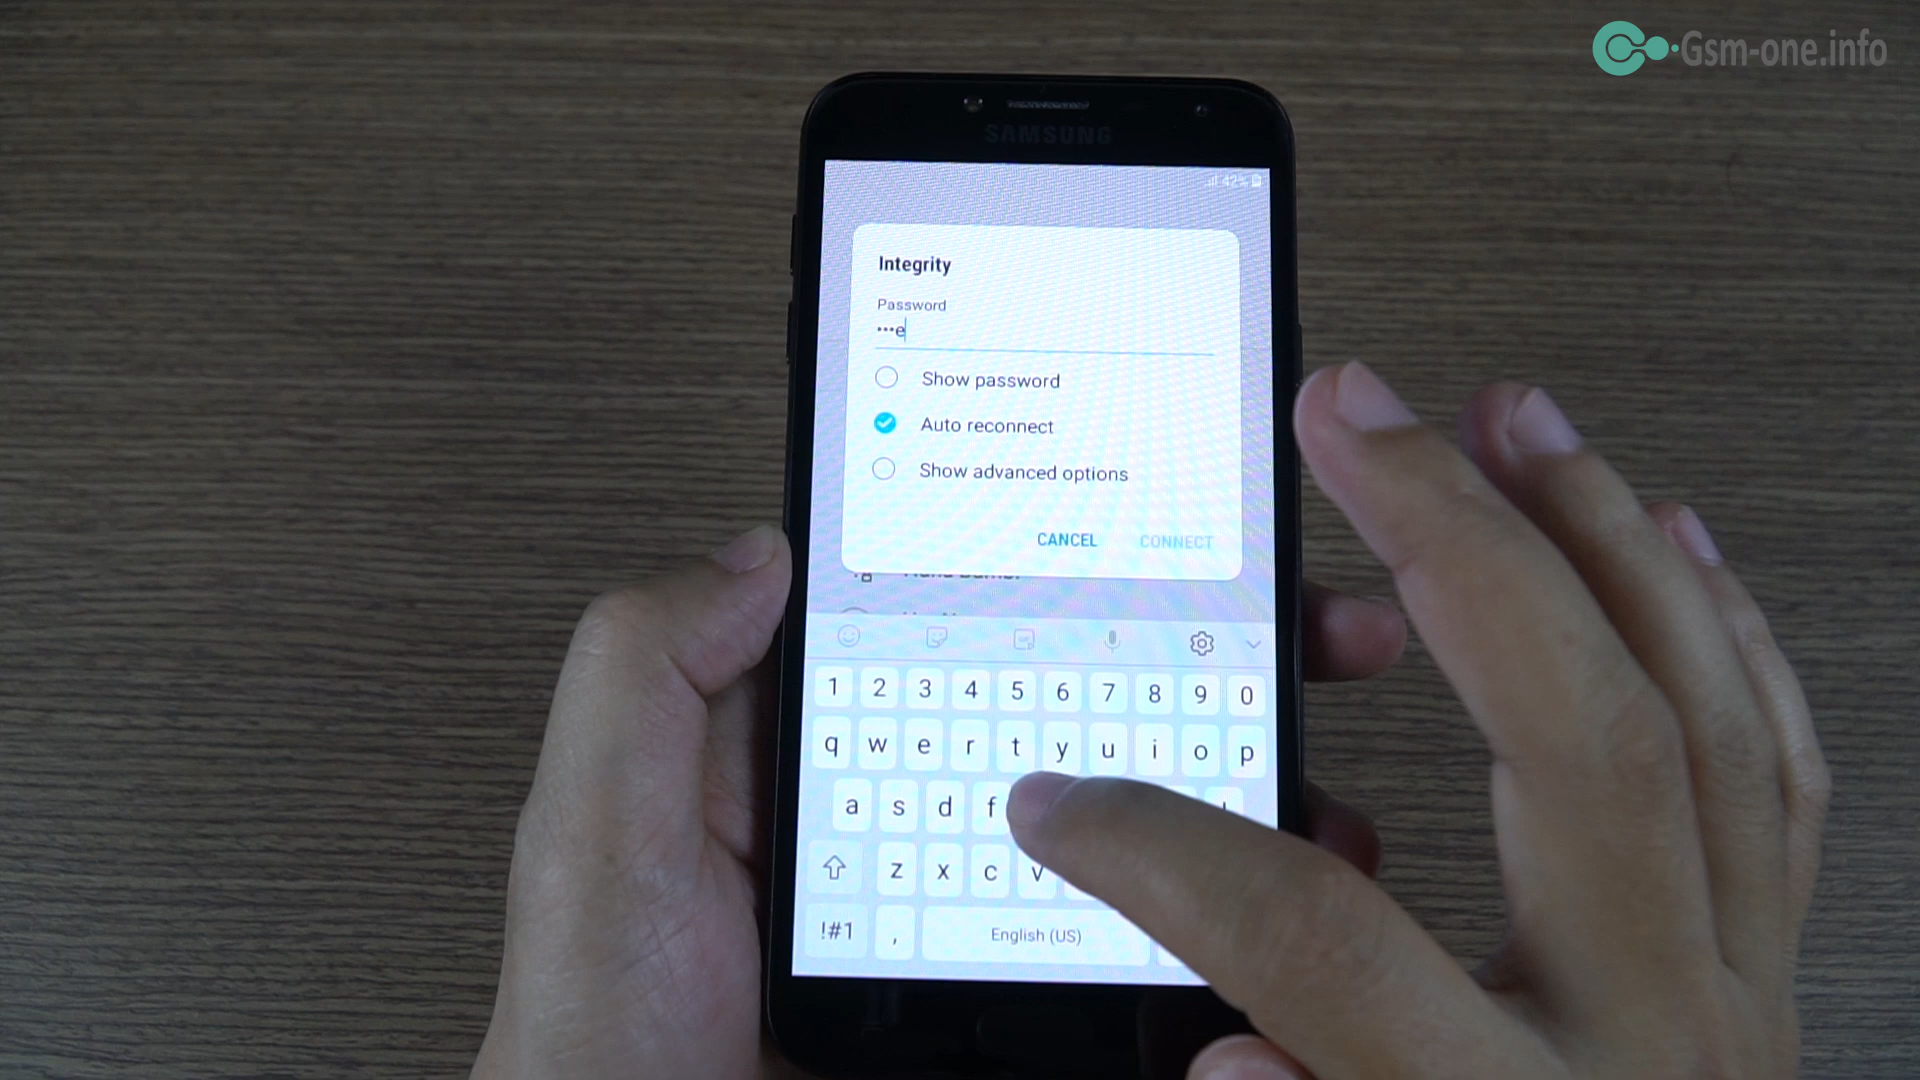 Gsm-one.info
SAMSUNG
42%
Integrity
Password
•••e
Show password
Auto reconnect
Show advanced options
CANCEL CONNECT
1 2 3 4 5 6 7 8 9 0
q w e r t y u i o p
a s d f
z x c v
!#1 , English (US)